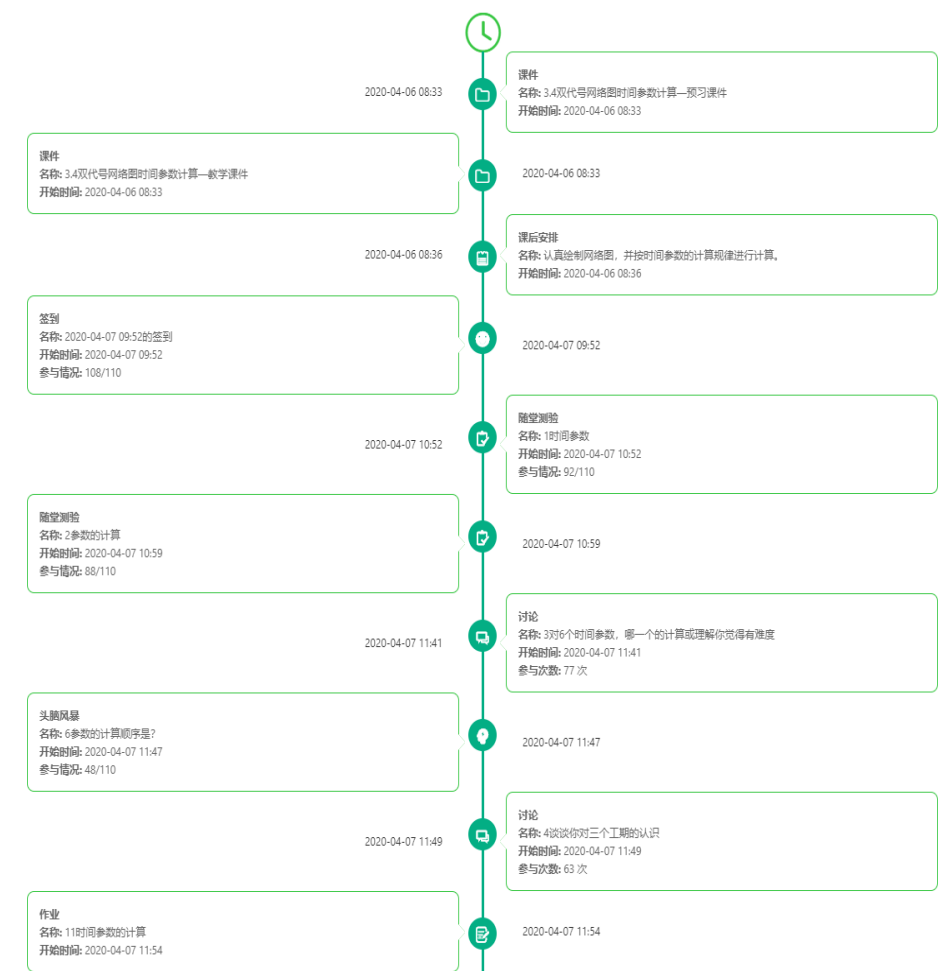 2020-04-06 08:33
课件
名称: 3.4双代号网络图时间参数计算—预习课件
开始时间: 2020-04-06 08:33
课件
名称: 3.4双代号网络图时间参数计算—教学课件
开始时间: 2020-04-06 08:33
2020-04-06 08:33
2020-04-06 08:36
课后安排
名称: 认真绘制网络图，并按时间参数的计算规律进行计算。
开始时间: 2020-04-06 08:36
签到
名称: 2020-04-07 09:52的签到
开始时间: 2020-04-07 09:52
参与情况: 108/110
2020-04-07 09:52
2020-04-07 10:52
随堂测验
名称: 1时间参数
开始时间: 2020-04-07 10:52
参与情况: 92/110
随堂测验
名称: 2参数的计算
开始时间: 2020-04-07 10:59
参与情况: 88/110
2020-04-07 10:59
2020-04-07 11:41
讨论
名称: 3对6个时间参数，哪一个的计算或理解你觉得有难度
开始时间: 2020-04-07 11:41
参与次数: 77 次
头脑风暴
名称: 6参数的计算顺序是?
开始时间: 2020-04-07 11:47
参与情况: 48/110
2020-04-07 11:47
2020-04-07 11:49
讨论
名称: 4谈谈你对三个工期的认识
开始时间: 2020-04-07 11:49
参与次数: 63 次
作业
名称: 11时间参数的计算
开始时间: 2020-04-07 11:54
2020-04-07 11:54